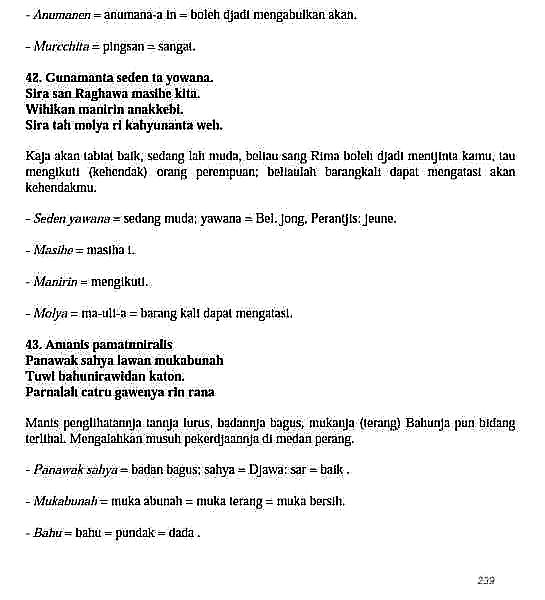 - Anumanen = anumana-a in = boleh djadi mengabulkan akan.
- Murcchita = pingsan = sangat.
42. Gunamanta seden ta yowana.
Sira san Raghawa masihe kita.
Wihikan manirin anakkebi.
Sira tah molya ri kahyunanta weh.
Kaja akan tabiat baik, sedang lah muda, beliau sang Rima boleh djadi mentjinta kamu, tau
mengikuti (kehendak) orang perempuan; beliaulah barangkali dapat mengatasi akan
kehendakmu.
- Seden yawana = sedang muda; yawana = Bel. jong, Perantjis: jeune.
- Masihe = masiha i.
- Manirin = mengikuti.
- Molya = ma-uli-a = barang kali dapat mengatasi.
43. Amanis pamatuniralis
Panawak sahya lawan mukabunah
Tuwi bahunirawidan katon.
Parnalah catru gawenya rin rana
Manis penglihatannja tannja lurus, badannja bagus, mukanja (terang) Bahunja pun bidang
terlihat. Mengalahkan musuh pekerdjaannja di medan perang.
- Panawak sahya = badan bagus; sahya = Djawa: sar = baik .
- Mukabunah = muka abunah = muka terang = muka bersih.
- Bahu = bahu = pundak = dada .
239